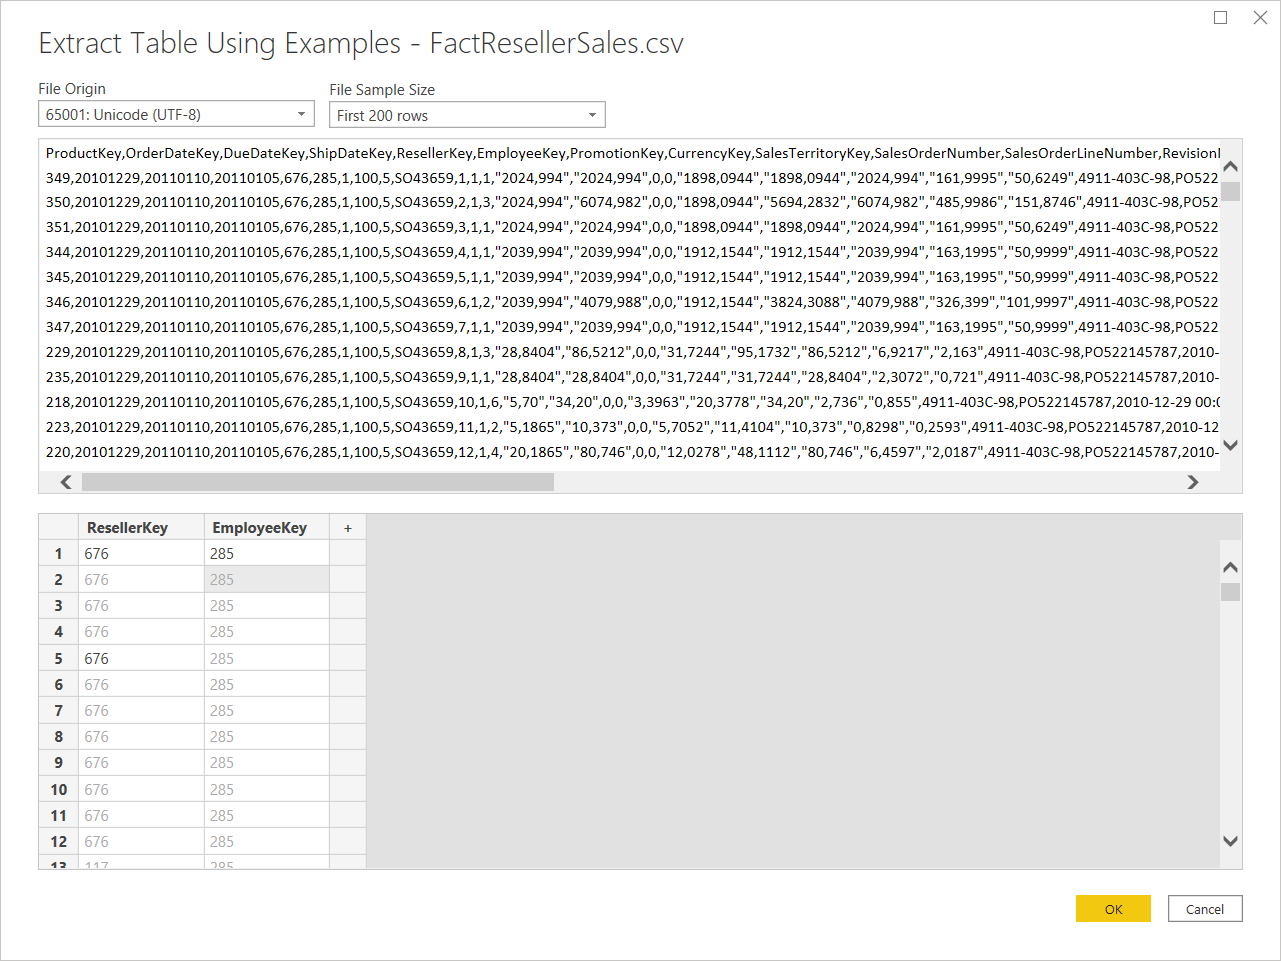 Extract Table Using Examples - FactResellerSales.csv
File Origin
File Sample Size
65001: Unicode (UTF-8)
First 200 rows
ProductKey,OrderDateKey,DueDateKey,ShipDateKey,ResellerKey,EmployeeKey,PromotionKey,CurrencyKey,SalesTerritoryKey,SalesOrderNumber,SalesOrderLineNumber,Revision
349,20101229,20110110,20110105,676,285,1,100,5,SO43659,1,1,1,"2024,994","2024,994",0,0,"1898,0944","1898,0944","2024,994","161,9995","50,6249",4911-403C-98,PO522
350,20101229,20110110,20110105,676,285,1,100,5,SO43659,2,1,3,"2024,994","6074,982",0,0,"1898,0944","5694,2832","6074,982","485,9986","151,8746",4911-403C-98,PO52
351,20101229,20110110,20110105,676,285,1,100,5,SO43659,3,1,1,"2024,994","2024,994",0,0,"1898,0944","1898,0944","2024,994","161,9995","50,6249",4911-403C-98,PO522
344,20101229,20110110,20110105,676,285,1,100,5,SO43659,4,1,1,"2039,994","2039,994",0,0,"1912,1544","1912,1544","2039,994","163,1995","50,9999",4911-403C-98,PO522
345,20101229,20110110,20110105,676,285,1,100,5,SO43659,5,1,1,"2039,994","2039,994",0,0,"1912,1544","1912,1544","2039,994","163,1995","50,9999",4911-403C-98,PO522
346,20101229,20110110,20110105,676,285,1,100,5,SO43659,6,1,2,"2039,994","4079,988",0,0,"1912,1544","3824,3088","4079,988","326,399","101,9997",4911-403C-98,PO522
347,20101229,20110110,20110105,676,285,1,100,5,SO43659,7,1,1,"2039,994","2039,994",0,0,"1912,1544","1912,1544","2039,994","163,1995","50,9999",4911-403C-98,PO522
229,20101229,20110110,20110105,676,285,1,100,5,SO43659,8,1,3,"28,8404","86,5212",0,0,"31,7244","95,1732","86,5212","6,9217","2,163",4911-403C-98,PO522145787,2010-
235,20101229,20110110,20110105,676,285,1,100,5,SO43659,9,1,1,"28,8404","28,8404",0,0,"31,7244","31,7244","28,8404","2,3072","0,721",4911-403C-98,PO522145787,2010-
218,20101229,20110110,20110105,676,285,1,100,5,SO43659,10,1,6,"5,70","34,20",0,0,"3,3963","20,3778","34,20","2,736","0,855",4911-403C-98,PO522145787,2010-12-29 00:0
223,20101229,20110110,20110105,676,285,1,100,5,SO43659,11,1,2,"5,1865","10,373",0,0,"5,7052","11,4104","10,373","0,8298","0,2593",4911-403C-98,PO522145787,2010-12
220,20101229,20110110,20110105,676,285,1,100,5,SO43659,12,1,4,"20,1865","80,746",0,0,"12,0278","48,1112","80,746","6,4597","2,0187",4911-403C-98,PO522145787,2010-
ResellerKey EmployeeKey +
1 676 285
2 676 285
3 676 285
4 676 285
5 676 285
6 676 285
7 676 285
8 676 285
9 676 285
10 676 285
11 676 285
12 676 285
13 117 285
OK
Cancel